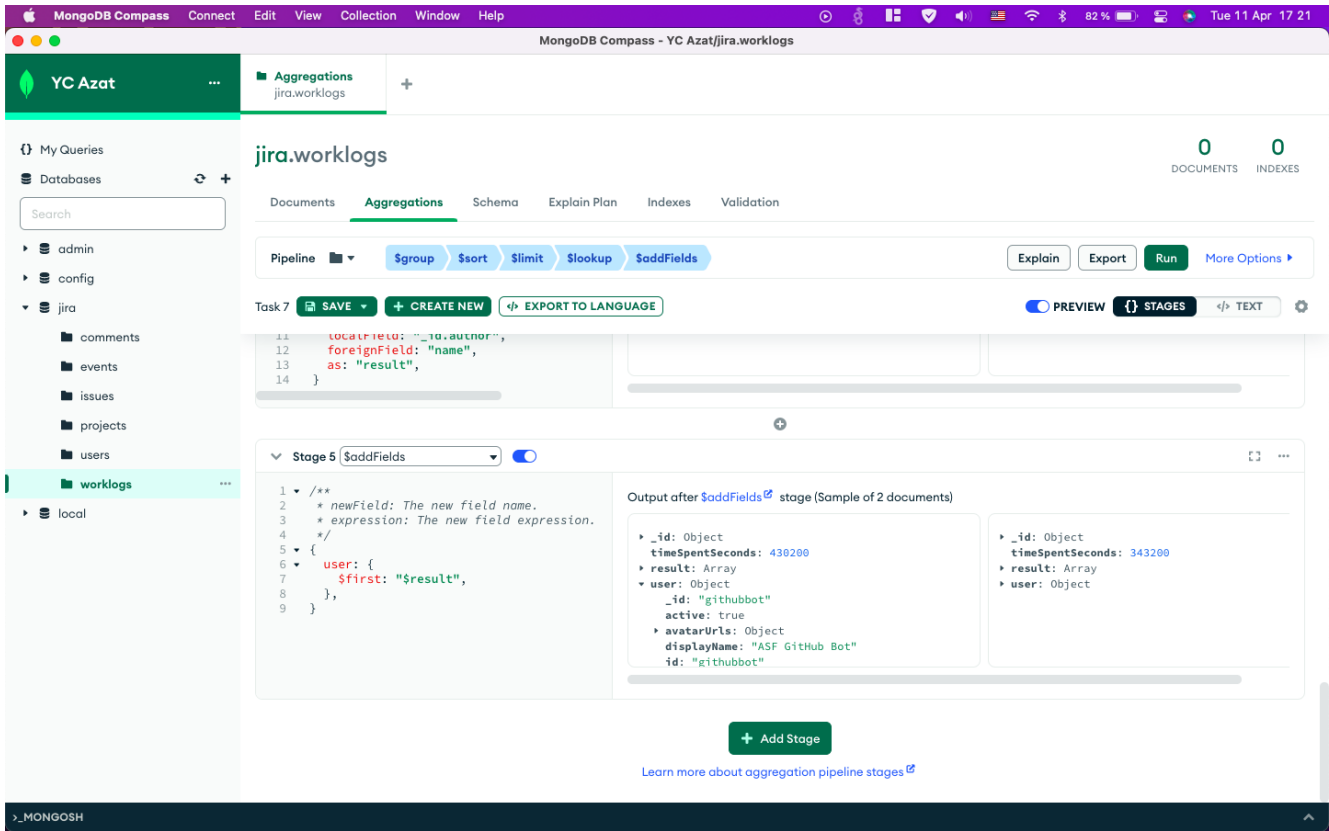 MongoDB Compass Connect Edit View Collection Window Help 82 % Tue 11 Apr 17 21
MongoDB Compass - YC Azat/jira.worklogs
YC Azat ...
Aggregations
jira.worklogs
+
{} My Queries
Databases
Search
admin
config
jira
comments
events
issues
projects
users
worklogs ...
local
jira.worklogs
0
DOCUMENTS
0
INDEXES
Documents Aggregations Schema Explain Plan Indexes Validation
Pipeline $group $sort $limit $lookup $addFields Explain Export Run More Options
Task 7 SAVE + CREATE NEW </> EXPORT TO LANGUAGE PREVIEW {} STAGES </> TEXT
11 localField: "_id.author",
12 foreignField: "name",
13 as: "result",
14 }
Stage 5 $addFields ...
1 /**
2 * newField: The new field name.
3 * expression: The new field expression.
4 */
5 {
6 user: {
7 $first: "$result",
8 },
9 }
Output after $addFields stage (Sample of 2 documents)
_id: Object
timeSpentSeconds: 430200
result: Array
user: Object
_id: "githubbot"
active: true
avatarUrls: Object
displayName: "ASF GitHub Bot"
id: "githubbot"
_id: Object
timeSpentSeconds: 343200
result: Array
user: Object
+ Add Stage
Learn more about aggregation pipeline stages
>_MONGOSH